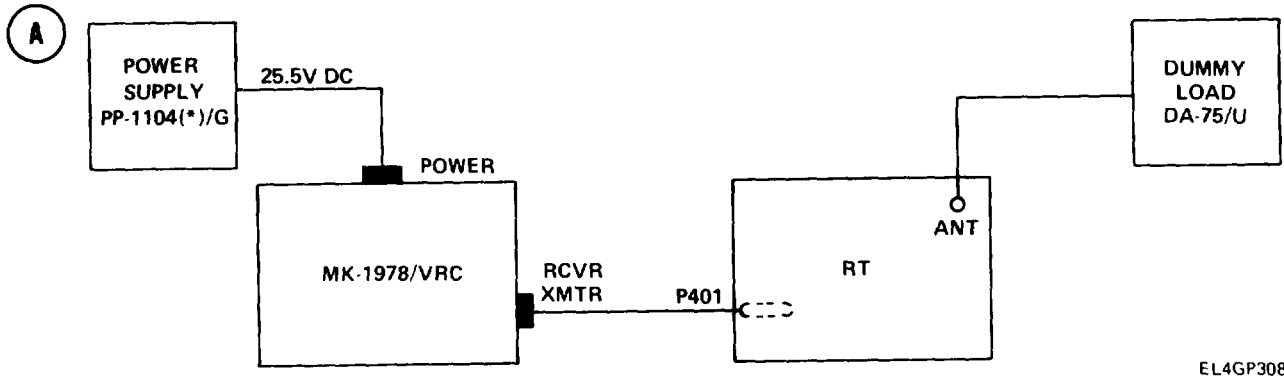 A
POWER
SUPPLY
PP-1104(*)/G
25.5V DC
POWER
MK-1978/VRC
RCVR
XMTR
P401
RT
ANT
DUMMY
LOAD
DA-75/U
EL4GP308